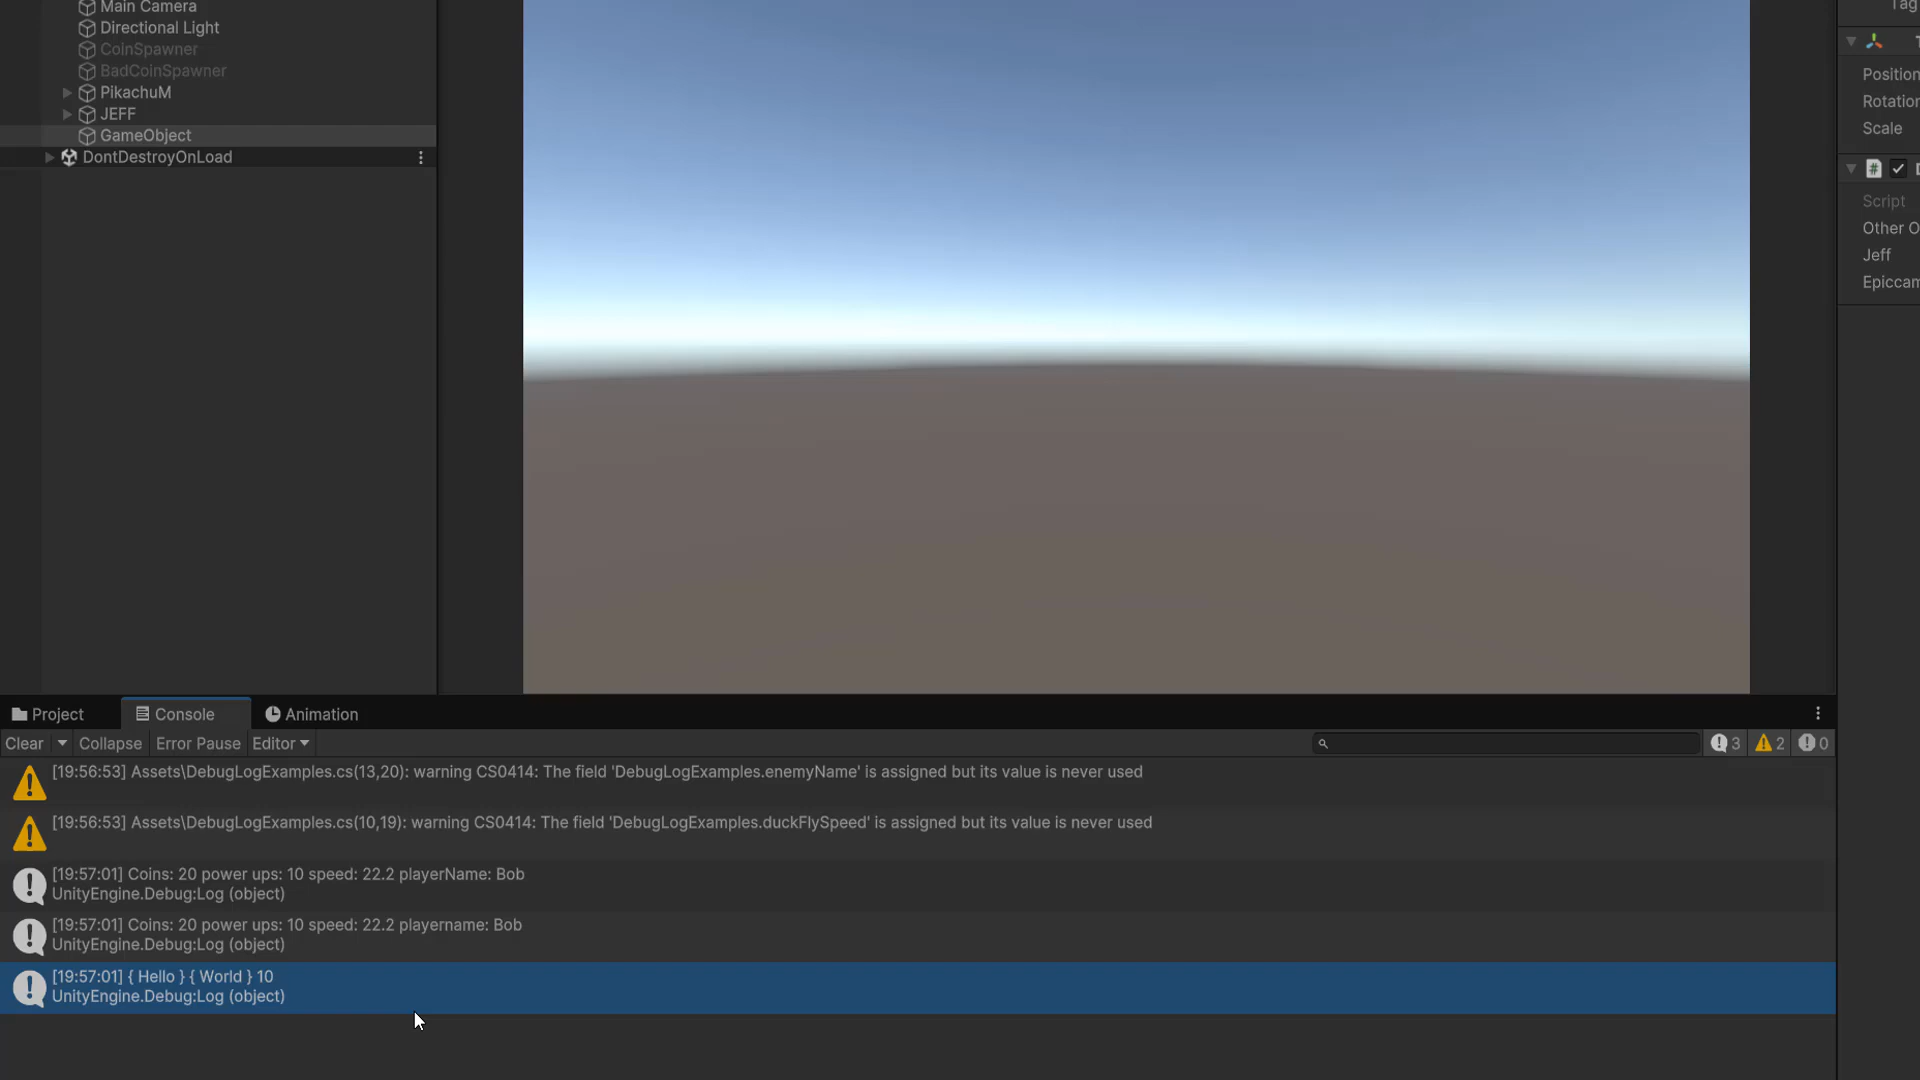 Main Camera
Directional Light
CoinSpawner
BadCoinSpawner
PikachuM
JEFF
GameObject
DontDestroyOnLoad
Tag
Position
Rotation
Scale
Script
Other O
Jeff
Epiccam
Project
Console
Animation
Clear
Collapse
Error Pause
Editor
3
2
0
[19:56:53] Assets\DebugLogExamples.cs(13,20): warning CS0414: The field 'DebugLogExamples.enemyName' is assigned but its value is never used
[19:56:53] Assets\DebugLogExamples.cs(10,19): warning CS0414: The field 'DebugLogExamples.duckFlySpeed' is assigned but its value is never used
[19:57:01] Coins: 20 power ups: 10 speed: 22.2 playerName: Bob
UnityEngine.Debug:Log (object)
[19:57:01] Coins: 20 power ups: 10 speed: 22.2 playername: Bob
UnityEngine.Debug:Log (object)
[19:57:01] { Hello } { World } 10
UnityEngine.Debug:Log (object)